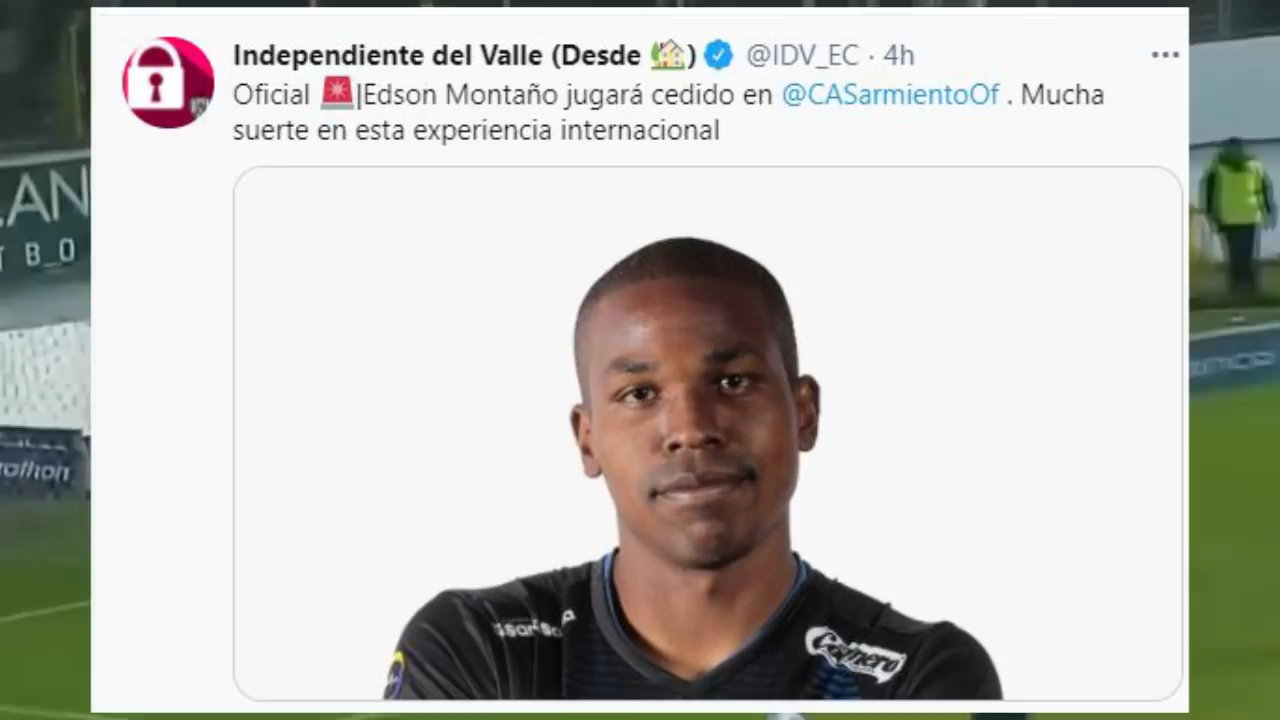 Independiente del Valle (Desde 🏡) @IDV_EC · 4h
Oficial 🚨|Edson Montaño jugará cedido en @CASarmientoOf . Mucha
suerte en esta experiencia internacional